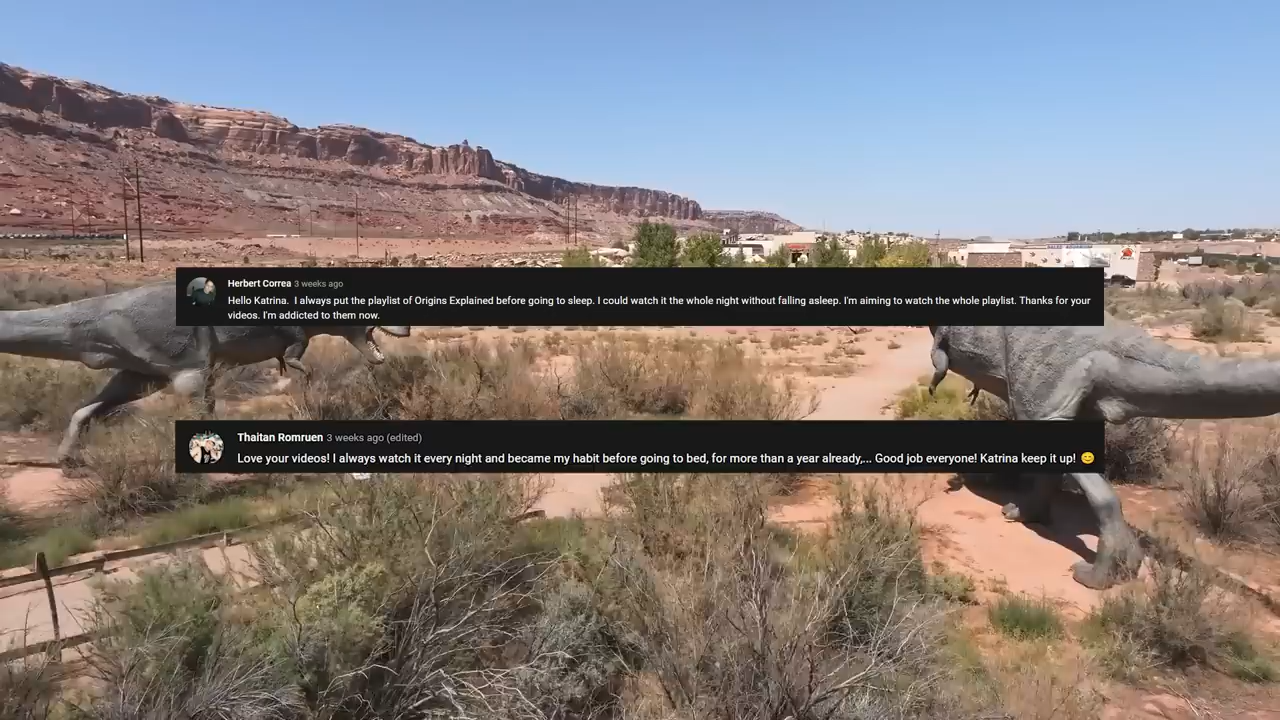 Herbert Correa 3 weeks ago
Hello Katrina. I always put the playlist of Origins Explained before going to sleep. I could watch it the whole night without falling asleep. I'm aiming to watch the whole playlist. Thanks for your
videos. I'm addicted to them now.
Thaitan Romruen 3 weeks ago (edited)
Love your videos! I always watch it every night and became my habit before going to bed, for more than a year already,... Good job everyone! Katrina keep it up! 😊